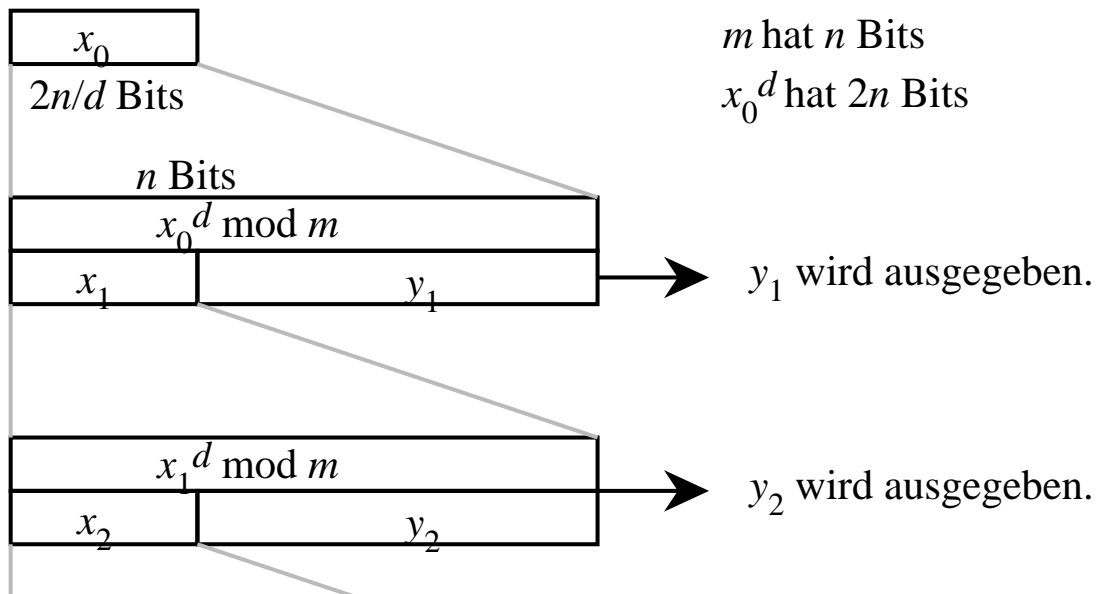 x₀
m hat n Bits
2n/d Bits
x₀ᵈ hat 2n Bits
n Bits
x₀ᵈ mod m
x₁ y₁
y₁ wird ausgegeben.
x₁ᵈ mod m
y₂ wird ausgegeben.
x₂ y₂